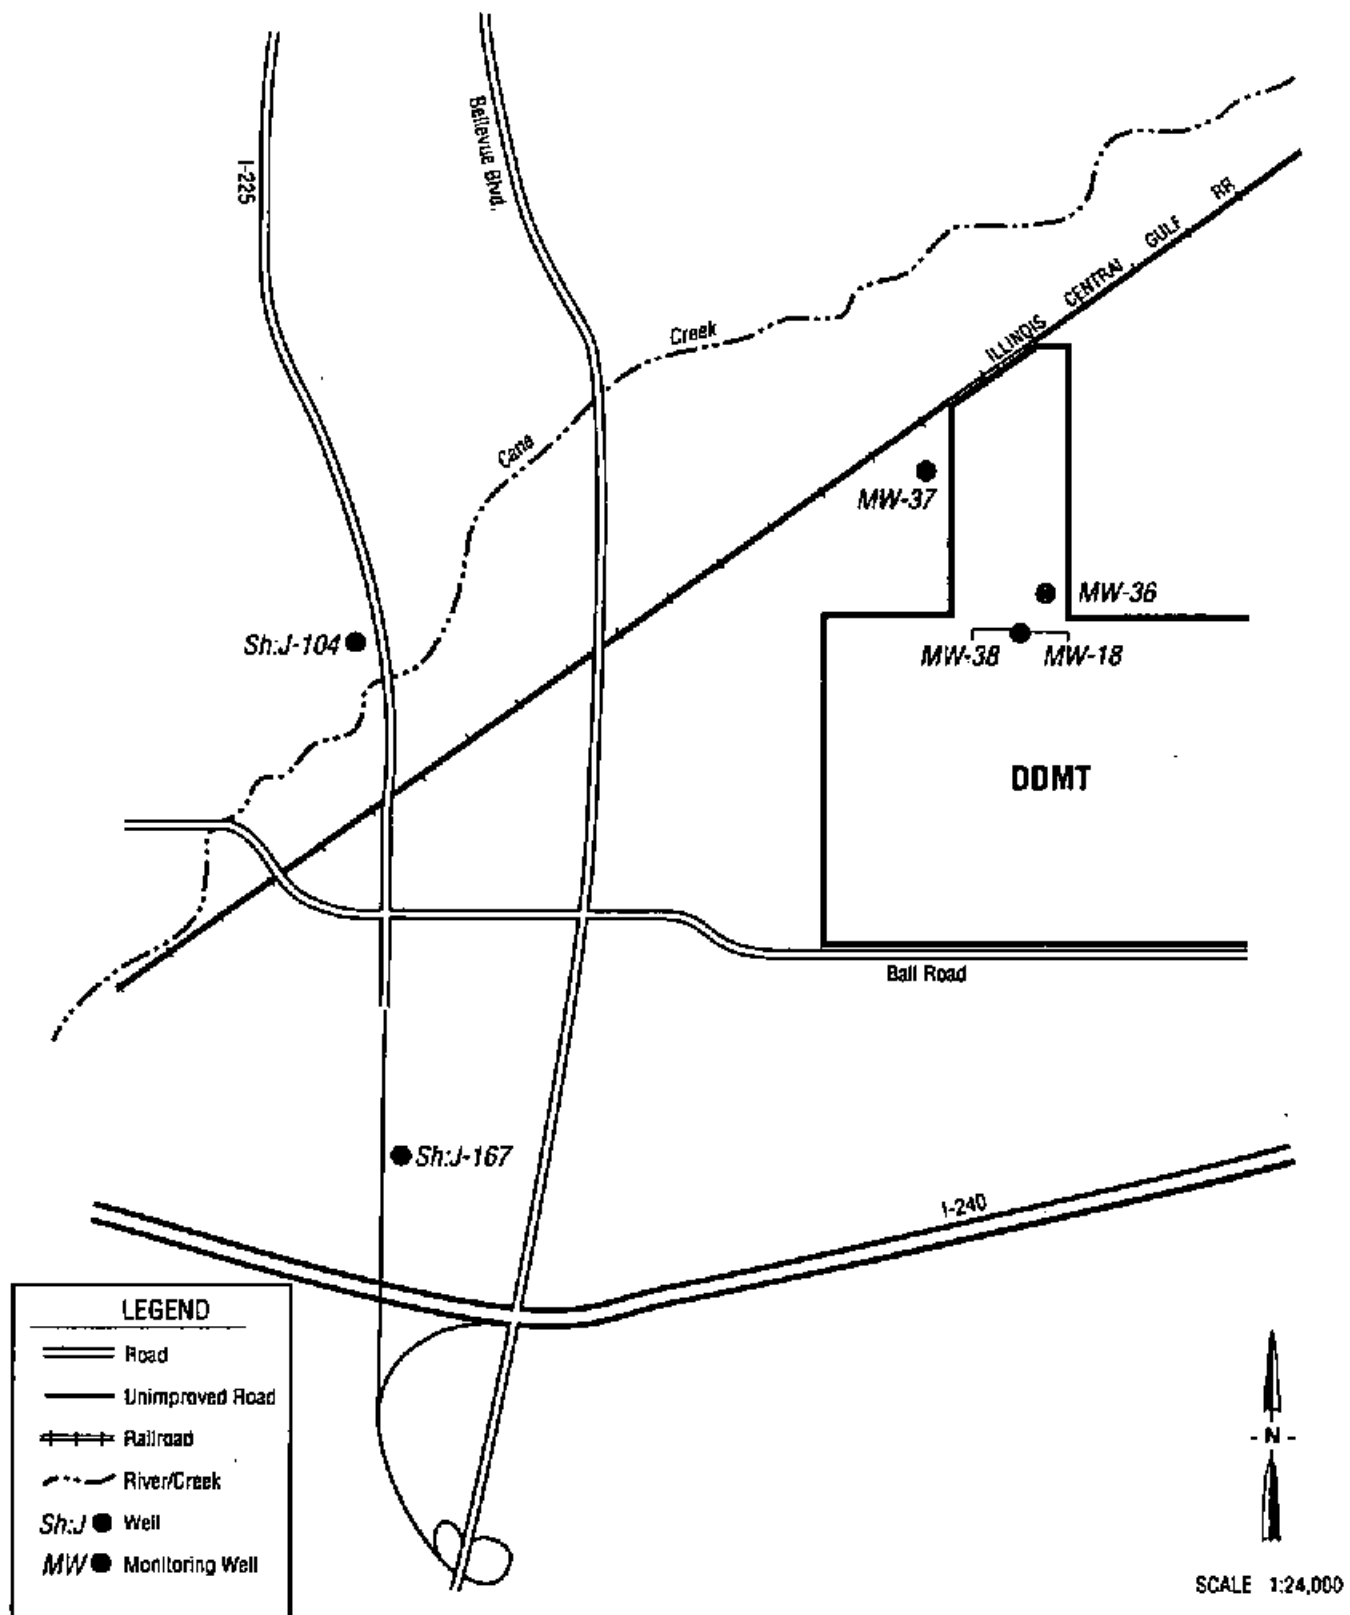 Bellevue Blvd.
I-225
ILLINOIS CENTRAL GULF RR
Creek
Cane
MW-37
MW-36
Sh:J-104
MW-38 MW-18
DDMT
Ball Road
Sh:J-167
I-240
LEGEND
Road
Unimproved Road
Railroad
River/Creek
Sh:J Well
MW Monitoring Well
- N -
SCALE 1:24,000